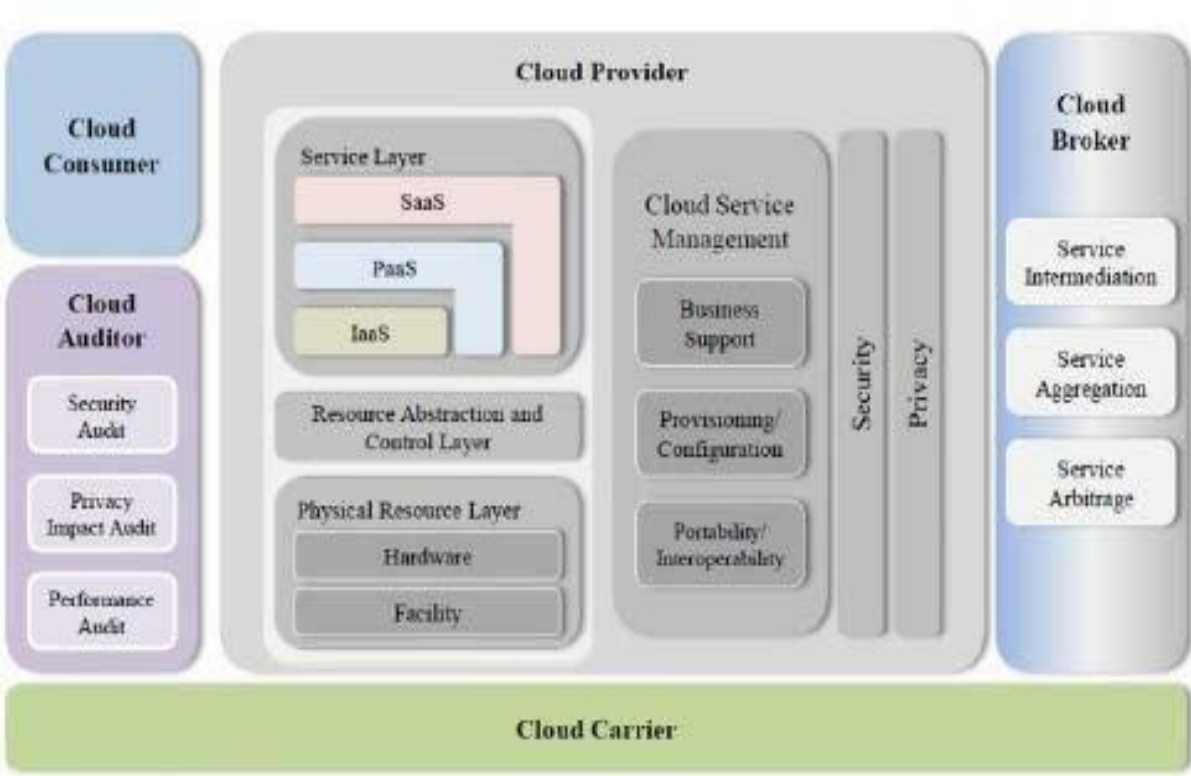 Cloud
Consumer
Cloud
Auditor
Security
Audit
Privacy
Impact Audit
Performance
Audit
Cloud Provider
Service Layer
SaaS
PaaS
IaaS
Resource Abstraction and
Control Layer
Physical Resource Layer
Hardware
Facility
Cloud Service
Management
Business
Support
Provisioning/
Configuration
Portability/
Interoperability
Security
Privacy
Cloud
Broker
Service
Intermediation
Service
Aggregation
Service
Arbitrage
Cloud Carrier